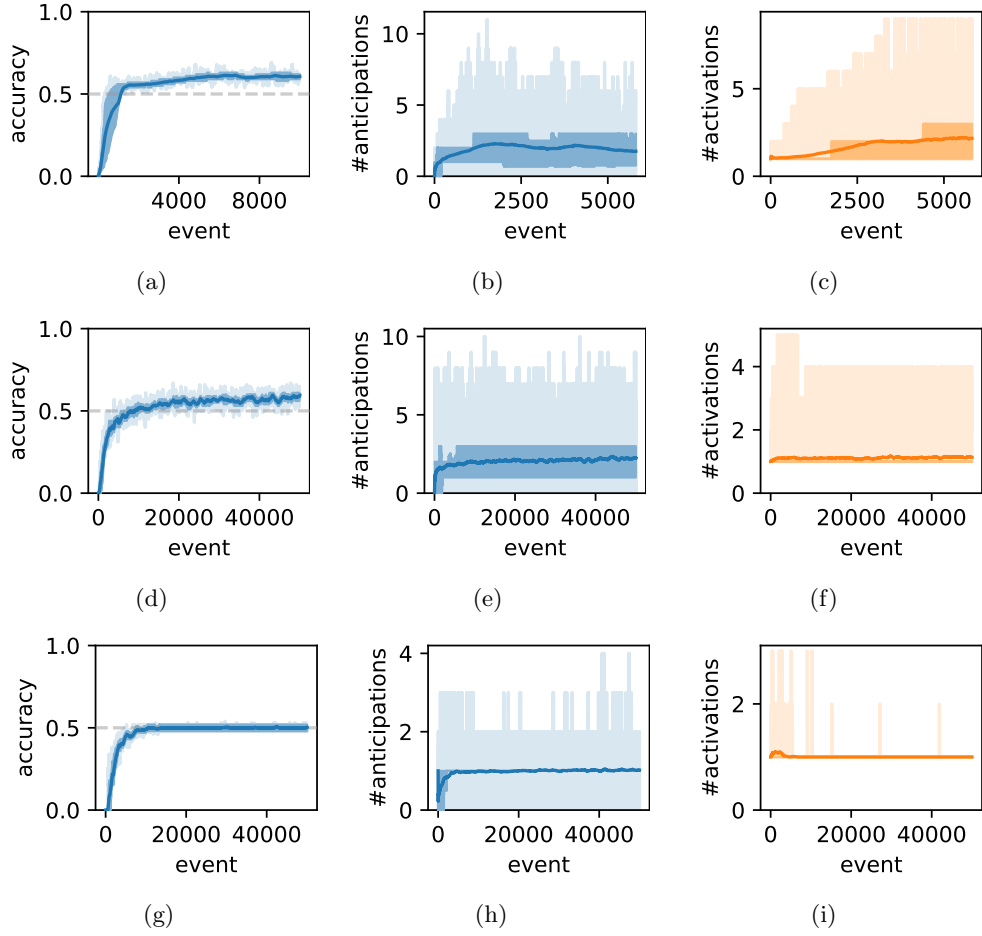 accuracy
1.0
0.5
0.0
4000 8000
event
(a)
#anticipations
10
5
0
0 2500 5000
event
(b)
#activations
5
0
0 2500 5000
event
(c)
accuracy
1.0
0.5
0.0
0 20000 40000
event
(d)
#anticipations
10
5
0
0 20000 40000
event
(e)
#activations
4
2
0
0 20000 40000
event
(f)
accuracy
1.0
0.5
0.0
0 20000 40000
event
(g)
#anticipations
4
2
0
0 20000 40000
event
(h)
#activations
2
0
0 20000 40000
event
(i)